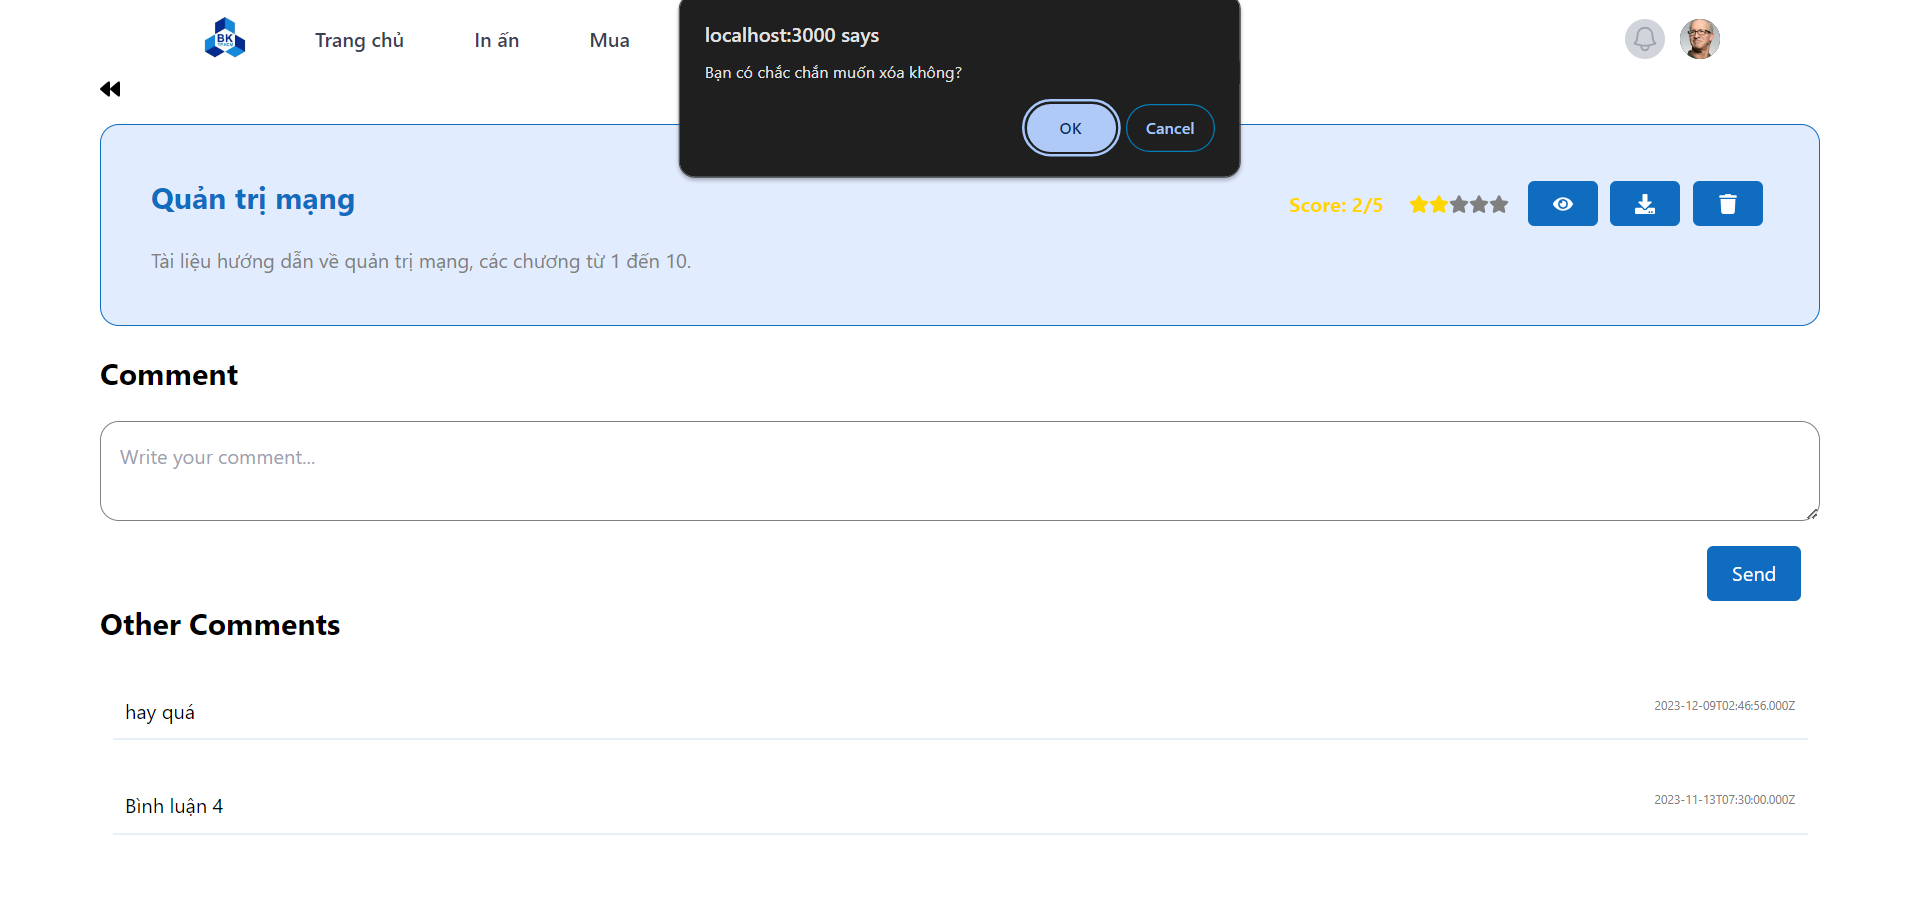 BK
TP.HCM
Trang chủ
In ấn
Mua
localhost:3000 says
Bạn có chắc chắn muốn xóa không?
OK
Cancel
Quản trị mạng
Score: 2/5
Tài liệu hướng dẫn về quản trị mạng, các chương từ 1 đến 10.
Comment
Write your comment...
Send
Other Comments
hay quá
2023-12-09T02:46:56.000Z
Bình luận 4
2023-11-13T07:30:00.000Z